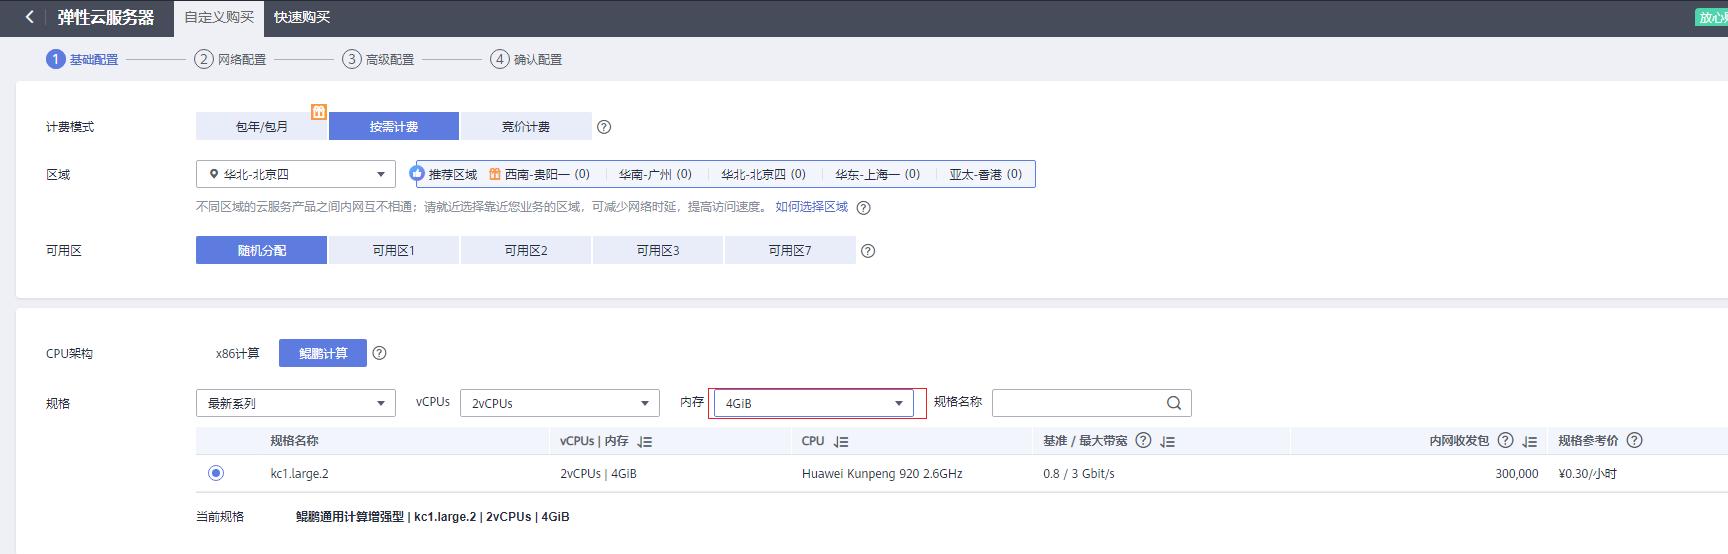 弹性云服务器 自定义购买 快速购买
1 基础配置 2 网络配置 3 高级配置 4 确认配置
计费模式 包年/包月 按需计费 竞价计费
区域 华北-北京四 推荐区域 西南-贵阳一 (0) 华南-广州 (0) 华北-北京四 (0) 华东-上海一 (0) 亚太-香港 (0)
不同区域的云服务产品之间内网互不相通；请就近选择靠近您业务的区域，可减少网络时延，提高访问速度。 如何选择区域
可用区 随机分配 可用区1 可用区2 可用区3 可用区7
CPU架构 x86计算 鲲鹏计算
规格 最新系列 vCPUs 2vCPUs 内存 4GiB 规格名称
规格名称 vCPUs | 内存 CPU 基准 / 最大带宽 内网收发包 规格参考价
kc1.large.2 2vCPUs | 4GiB Huawei Kunpeng 920 2.6GHz 0.8 / 3 Gbit/s 300,000 ¥0.30/小时
当前规格 鲲鹏通用计算增强型 | kc1.large.2 | 2vCPUs | 4GiB